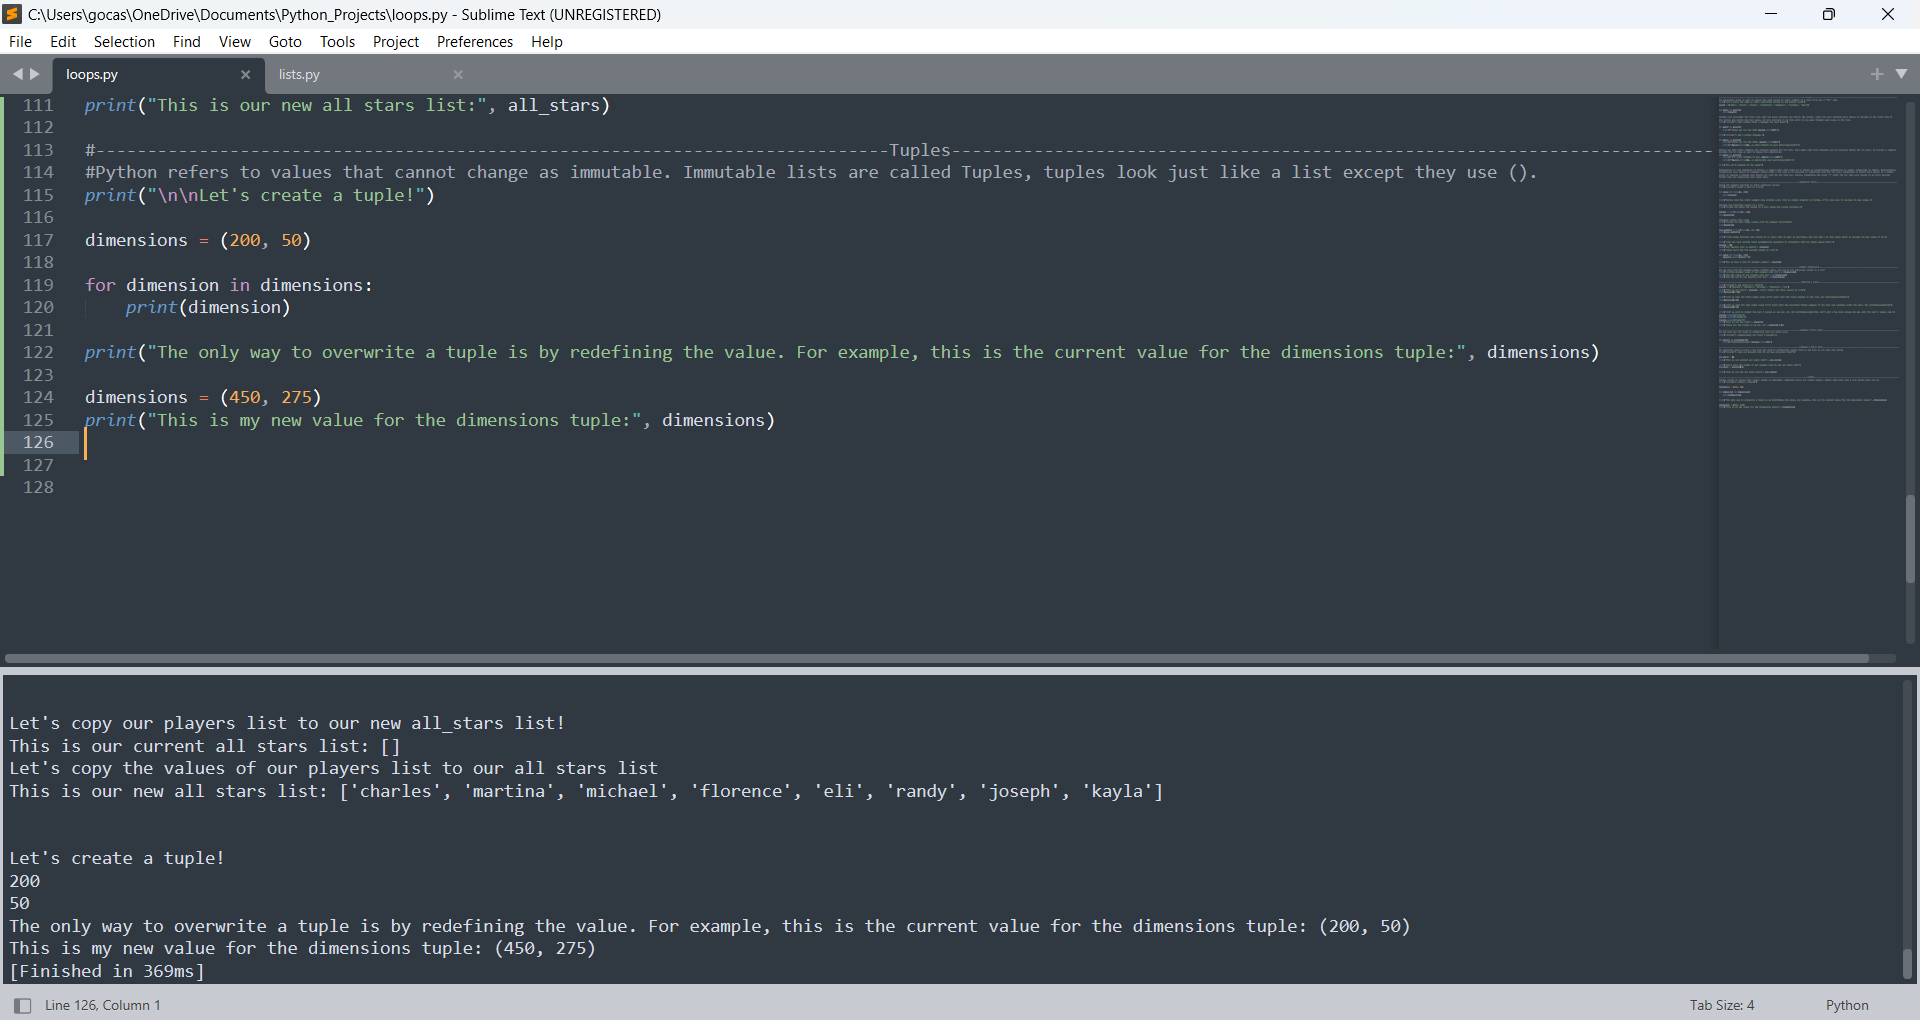 C:\Users\gocas\OneDrive\Documents\Python_Projects\loops.py - Sublime Text (UNREGISTERED)
File Edit Selection Find View Goto Tools Project Preferences Help
loops.py lists.py
111 print("This is our new all stars list:", all_stars)
112
113 #-----------------------------------------------------------------------------Tuples--------------------------------------------------------------------------
114 #Python refers to values that cannot change as immutable. Immutable lists are called Tuples, tuples look just like a list except they use ().
115 print("\n\nLet's create a tuple!")
116
117 dimensions = (200, 50)
118
119 for dimension in dimensions:
120     print(dimension)
121
122 print("The only way to overwrite a tuple is by redefining the value. For example, this is the current value for the dimensions tuple:", dimensions)
123
124 dimensions = (450, 275)
125 print("This is my new value for the dimensions tuple:", dimensions)
126
127
128
Let's copy our players list to our new all_stars list!
This is our current all stars list: []
Let's copy the values of our players list to our all stars list
This is our new all stars list: ['charles', 'martina', 'michael', 'florence', 'eli', 'randy', 'joseph', 'kayla']
Let's create a tuple!
200
50
The only way to overwrite a tuple is by redefining the value. For example, this is the current value for the dimensions tuple: (200, 50)
This is my new value for the dimensions tuple: (450, 275)
[Finished in 369ms]
Line 126, Column 1 Tab Size: 4 Python